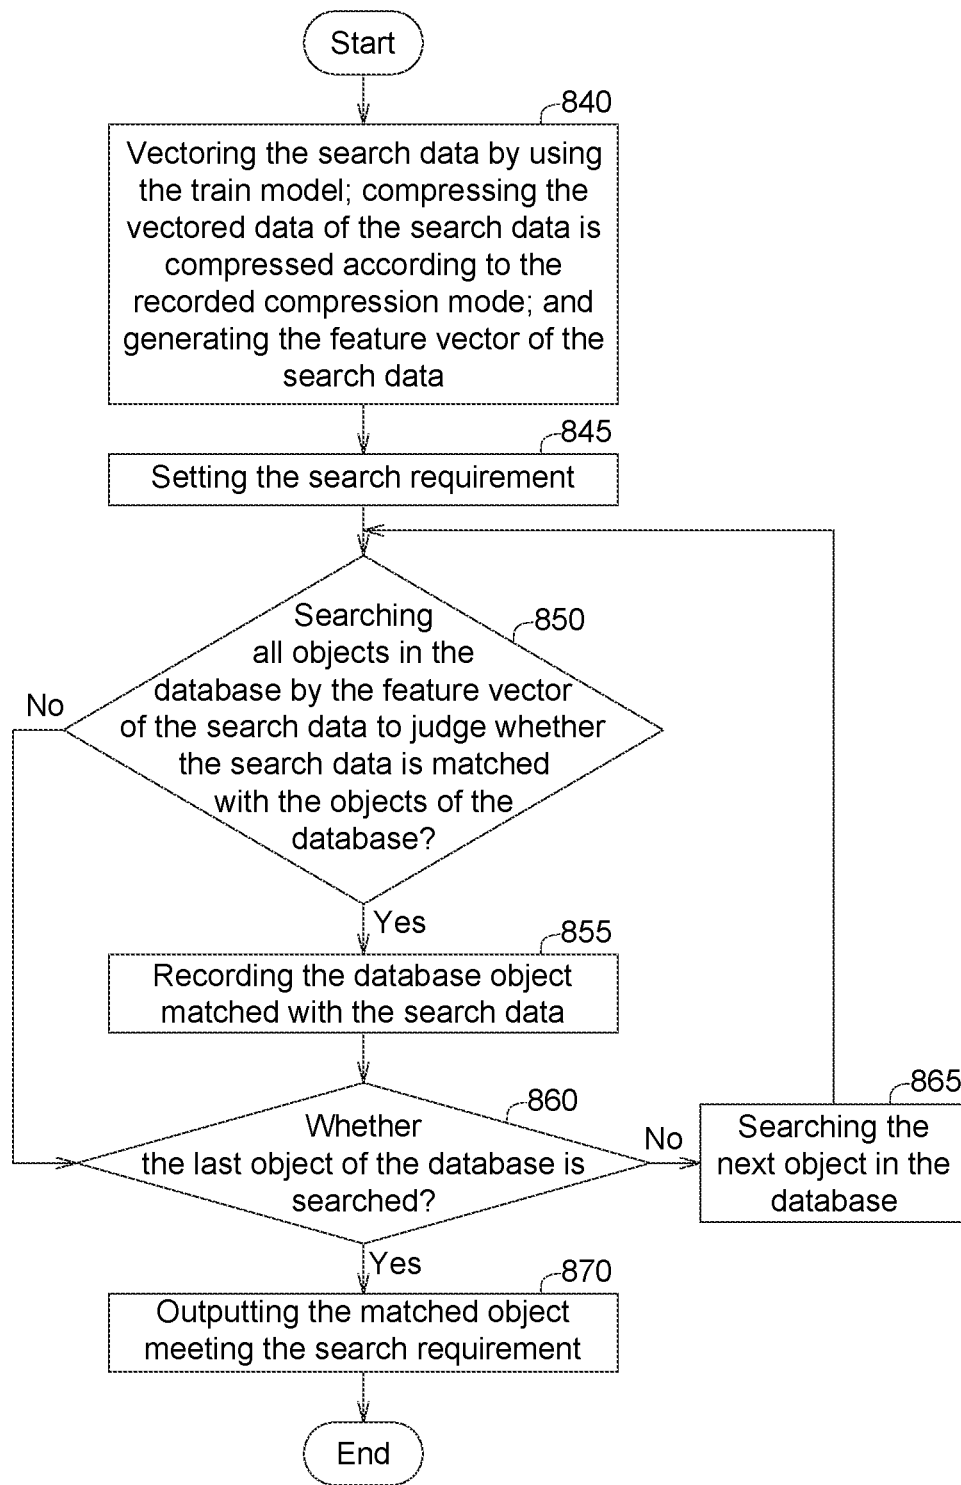 Start
840
Vectoring the search data by using
the train model; compressing the
vectored data of the search data is
compressed according to the
recorded compression mode; and
generating the feature vector of the
search data
845
Setting the search requirement
850
Searching
all objects in the
database by the feature vector
of the search data to judge whether
the search data is matched
with the objects of the
database?
No
Yes
855
Recording the database object
matched with the search data
860
Whether
the last object of the database is
searched?
No
865
Searching the
next object in the
database
Yes
870
Outputting the matched object
meeting the search requirement
End